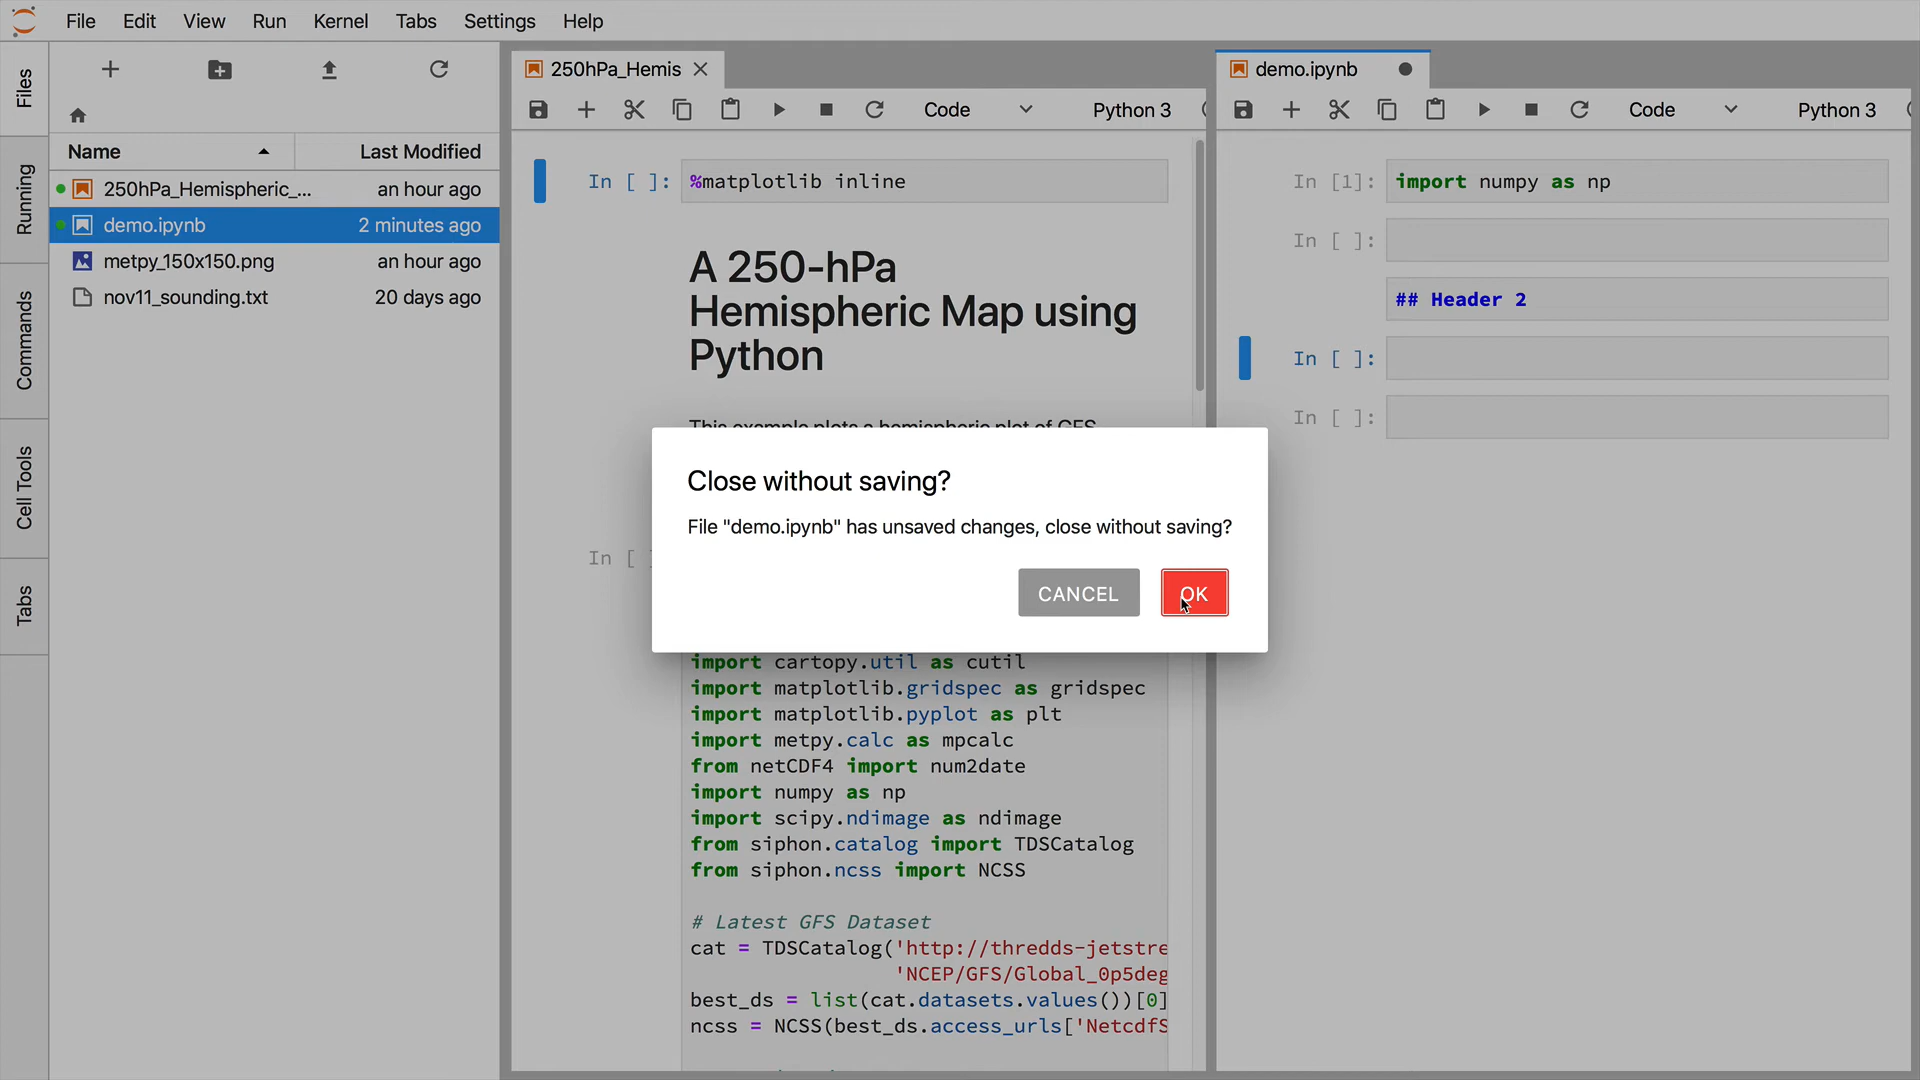 File Edit View Run Kernel Tabs Settings Help
Files
Running
Commands
Cell Tools
Tabs
Name Last Modified
250hPa_Hemispheric_... an hour ago
demo.ipynb 2 minutes ago
metpy_150x150.png an hour ago
nov11_sounding.txt 20 days ago
250hPa_Hemis
Code Python 3
In [ ]: %matplotlib inline
A 250-hPa
Hemispheric Map using
Python
This example plots a hemispheric plot of GFS
In [ ]
import cartopy.util as cutil
import matplotlib.gridspec as gridspec
import matplotlib.pyplot as plt
import metpy.calc as mpcalc
from netCDF4 import num2date
import numpy as np
import scipy.ndimage as ndimage
from siphon.catalog import TDSCatalog
from siphon.ncss import NCSS
# Latest GFS Dataset
cat = TDSCatalog('http://thredds-jetstre
'NCEP/GFS/Global_0p5deg
best_ds = list(cat.datasets.values())[0]
ncss = NCSS(best_ds.access_urls['NetcdfS
demo.ipynb
Code Python 3
In [1]: import numpy as np
In [ ]:
## Header 2
In [ ]:
In [ ]:
Close without saving?
File "demo.ipynb" has unsaved changes, close without saving?
CANCEL OK